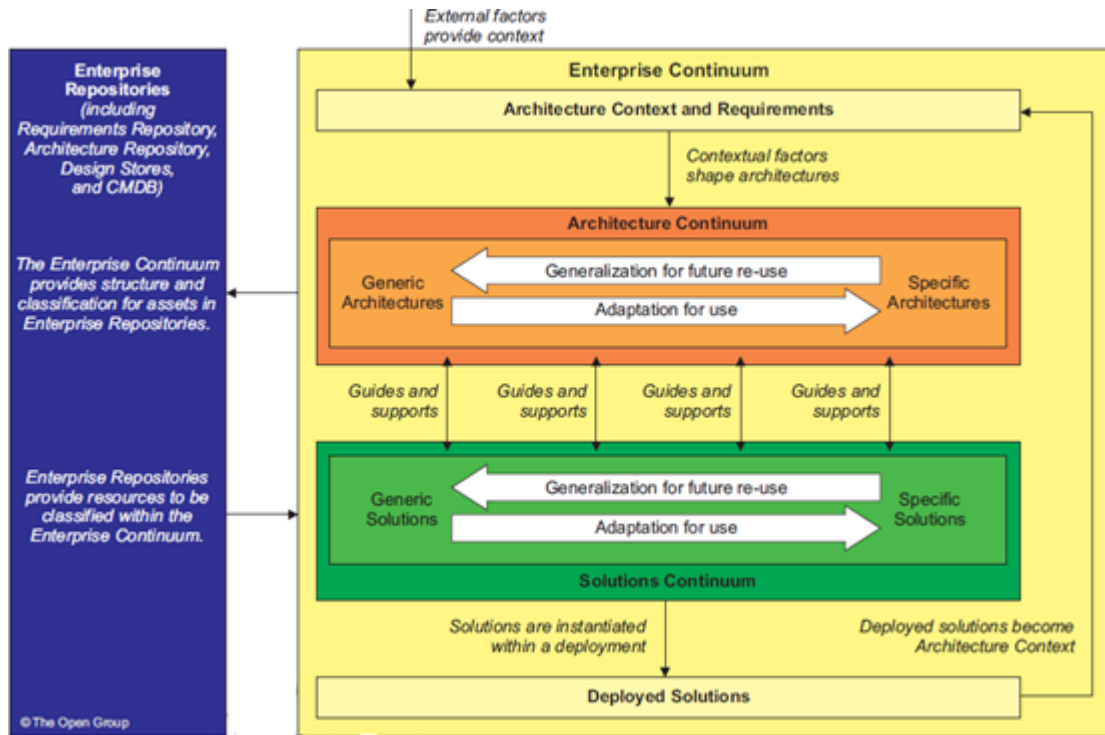 External factors
provide context
Enterprise
Repositories
(including
Requirements Repository,
Architecture Repository,
Design Stores,
and CMDB)
The Enterprise Continuum
provides structure and
classification for assets in
Enterprise Repositories.
Enterprise Repositories
provide resources to be
classified within the
Enterprise Continuum.
© The Open Group
Enterprise Continuum
Architecture Context and Requirements
Contextual factors
shape architectures
Architecture Continuum
Generic
Architectures
Generalization for future re-use
Adaptation for use
Specific
Architectures
Guides and
supports
Guides and
supports
Guides and
supports
Guides and
supports
Generic
Solutions
Generalization for future re-use
Adaptation for use
Specific
Solutions
Solutions Continuum
Solutions are instantiated
within a deployment
Deployed solutions become
Architecture Context
Deployed Solutions